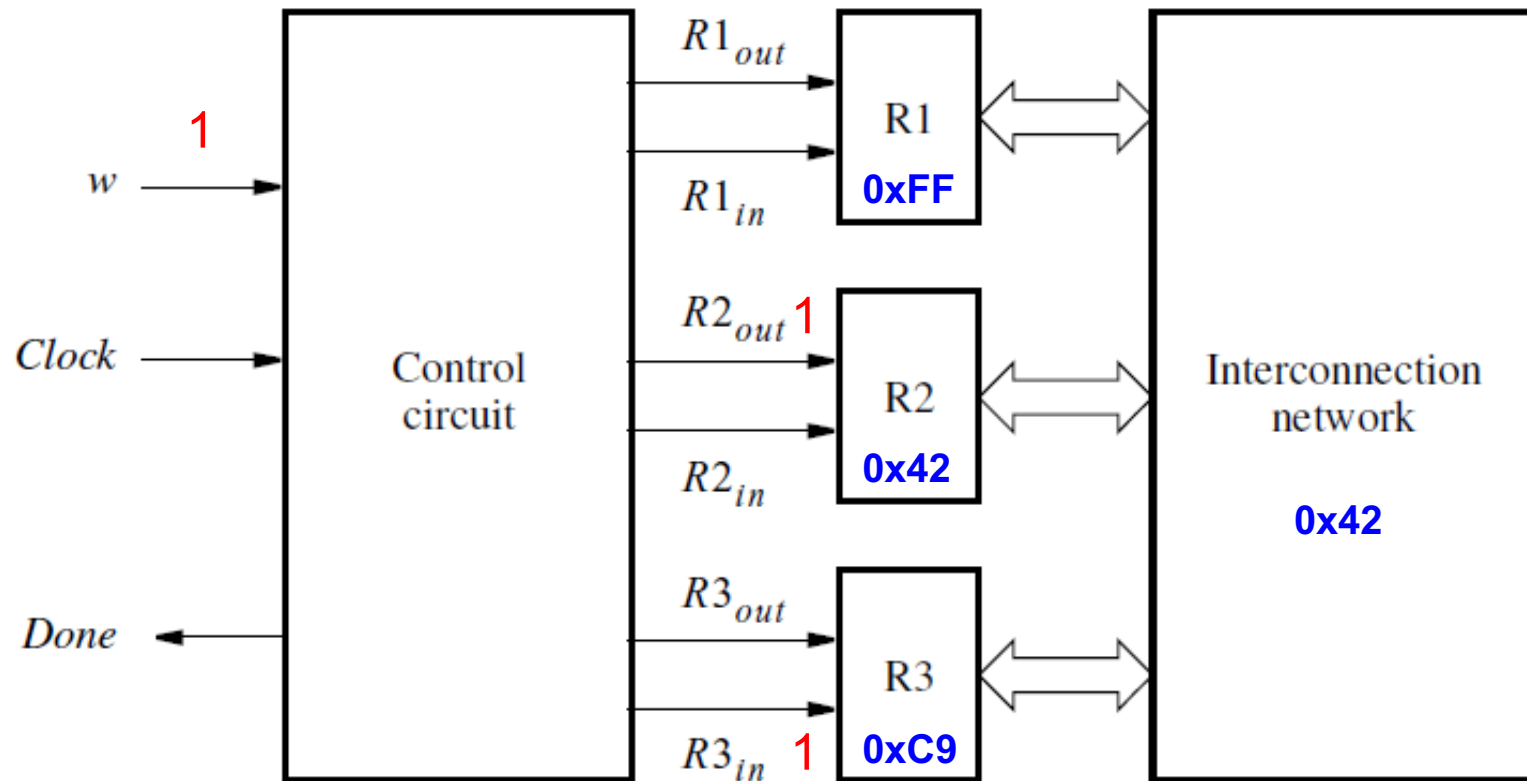 w
1
Clock
Done
Control
circuit
R1out
R1in
R2out 1
R2in
R3out
R3in 1
R1
0xFF
R2
0x42
R3
0xC9
Interconnection
network
0x42